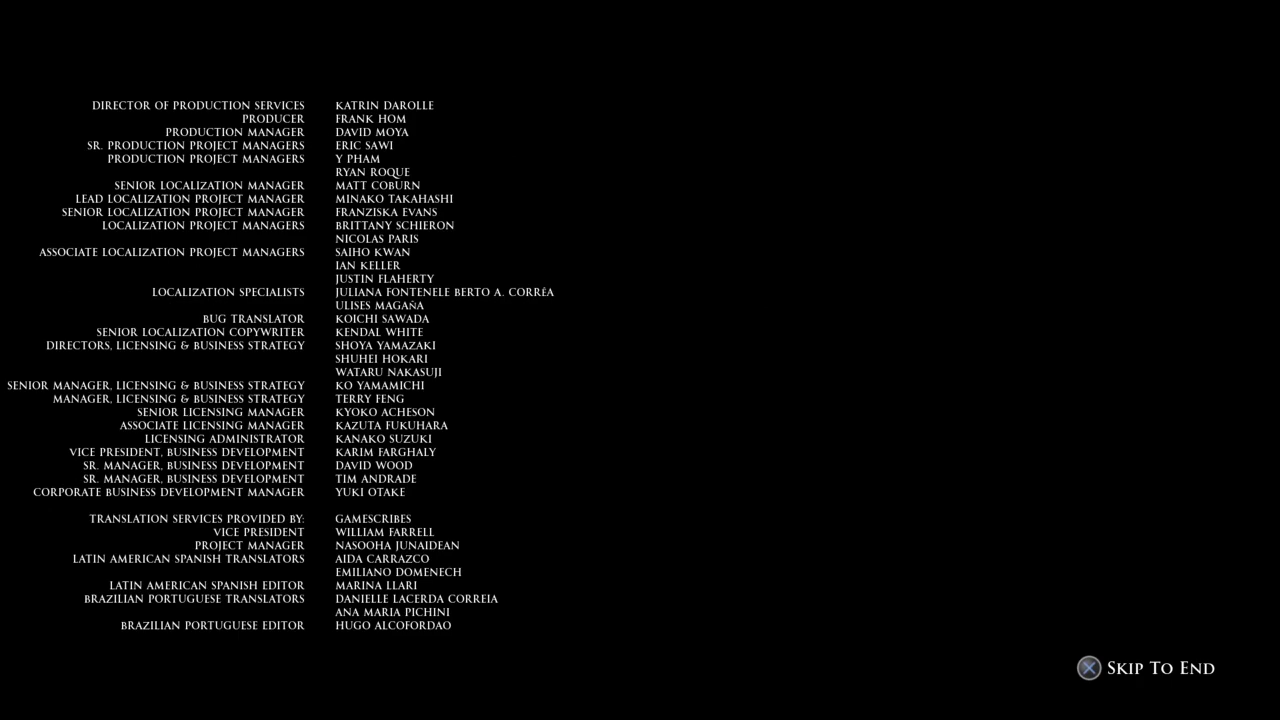 DIRECTOR OF PRODUCTION SERVICES KATRIN DAROLLE
PRODUCER FRANK HOM
PRODUCTION MANAGER DAVID MOYA
SR. PRODUCTION PROJECT MANAGERS ERIC SAWI
PRODUCTION PROJECT MANAGERS Y PHAM
RYAN ROQUE
SENIOR LOCALIZATION MANAGER MATT COBURN
LEAD LOCALIZATION PROJECT MANAGER MINAKO TAKAHASHI
SENIOR LOCALIZATION PROJECT MANAGER FRANZISKA EVANS
LOCALIZATION PROJECT MANAGERS BRITTANY SCHIERON
NICOLAS PARIS
ASSOCIATE LOCALIZATION PROJECT MANAGERS SAIHO KWAN
IAN KELLER
JUSTIN FLAHERTY
LOCALIZATION SPECIALISTS JULIANA FONTENELE BERTO A. CORRÊA
ULISES MAGAÑA
BUG TRANSLATOR KOICHI SAWADA
SENIOR LOCALIZATION COPYWRITER KENDAL WHITE
DIRECTORS, LICENSING & BUSINESS STRATEGY SHOYA YAMAZAKI
SHUHEI HOKARI
WATARU NAKASUJI
SENIOR MANAGER, LICENSING & BUSINESS STRATEGY KO YAMAMICHI
MANAGER, LICENSING & BUSINESS STRATEGY TERRY FENG
SENIOR LICENSING MANAGER KYOKO ACHESON
ASSOCIATE LICENSING MANAGER KAZUTA FUKUHARA
LICENSING ADMINISTRATOR KANAKO SUZUKI
VICE PRESIDENT, BUSINESS DEVELOPMENT KARIM FARGHALY
SR. MANAGER, BUSINESS DEVELOPMENT DAVID WOOD
SR. MANAGER, BUSINESS DEVELOPMENT TIM ANDRADE
CORPORATE BUSINESS DEVELOPMENT MANAGER YUKI OTAKE
TRANSLATION SERVICES PROVIDED BY: GAMESCRIBES
VICE PRESIDENT WILLIAM FARRELL
PROJECT MANAGER NASOOHA JUNAIDEAN
LATIN AMERICAN SPANISH TRANSLATORS AIDA CARRAZCO
EMILIANO DOMENECH
LATIN AMERICAN SPANISH EDITOR MARINA LLARI
BRAZILIAN PORTUGUESE TRANSLATORS DANIELLE LACERDA CORREIA
ANA MARIA PICHINI
BRAZILIAN PORTUGUESE EDITOR HUGO ALCOFORDAO
SKIP TO END